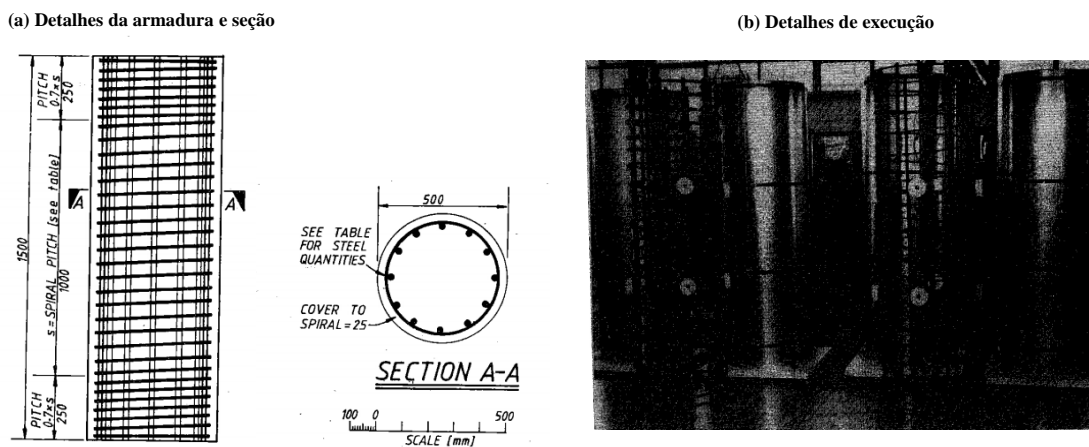 (a) Detalhes da armadura e seção
(b) Detalhes de execução
PITCH
0.7×s
250
1500
s=SPIRAL PITCH (see table)
1000
A
A
PITCH
0.7×s
250
500
SEE TABLE
FOR STEEL
QUANTITIES
COVER TO
SPIRAL=25
SECTION A-A
100 0 500
SCALE (mm)